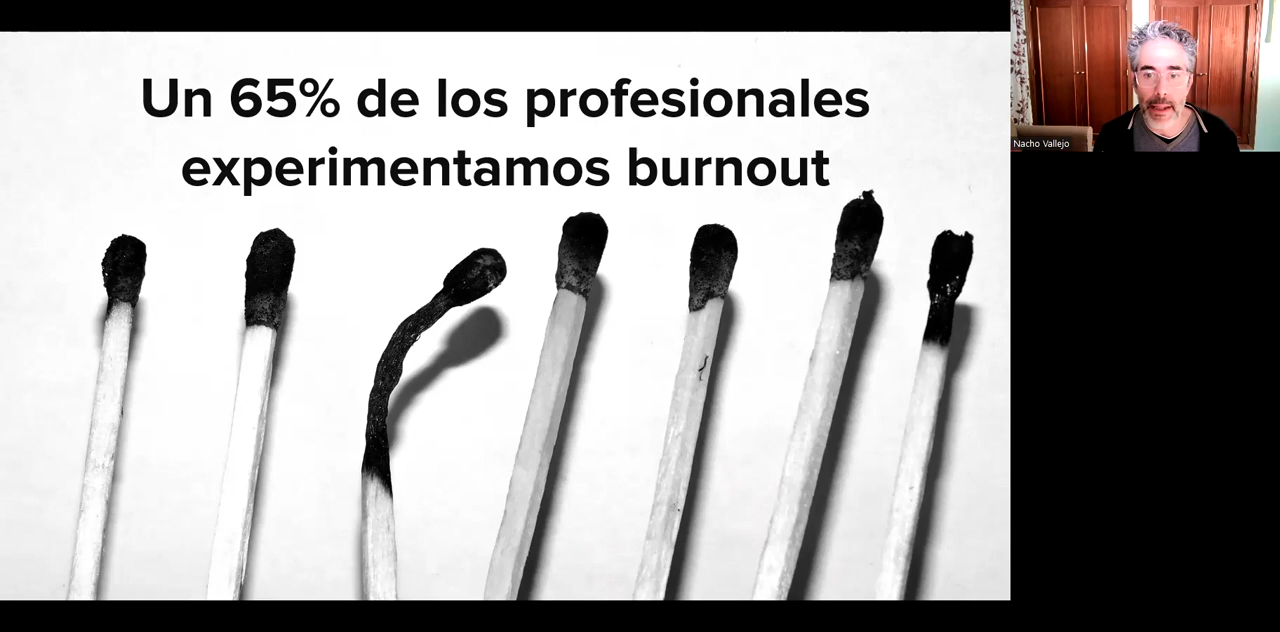 Un 65% de los profesionales
experimentamos burnout
Nacho Vallejo